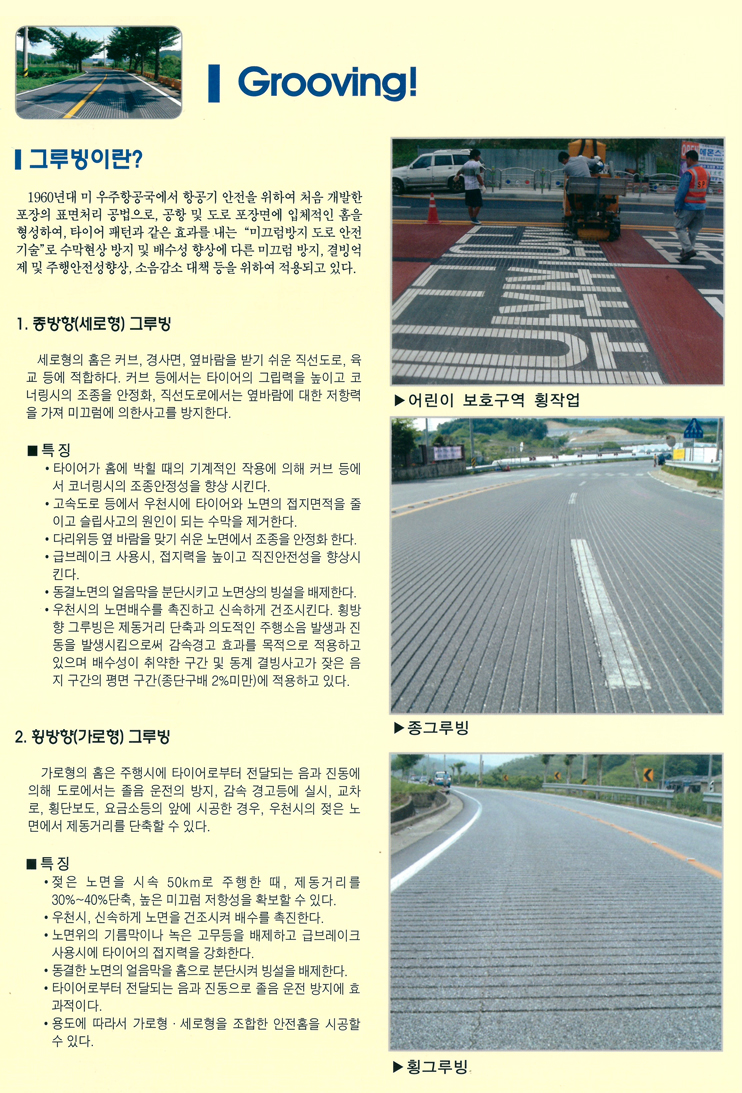 Grooving!
그루빙이란?
1960년대 미 우주항공국에서 항공기 안전을 위하여 처음 개발한
포장의 표면처리 공법으로, 공항 및 도로 포장면에 입체적인 홈을
형성하여, 타이어 패턴과 같은 효과를 내는 "미끄럼방지 도로 안전
기술"로 수막현상 방지 및 배수성 향상에 다른 미끄럼 방지, 결빙억
제 및 주행안전성향상, 소음감소 대책 등을 위하여 적용되고 있다.
1. 종방향(세로형) 그루빙
세로형의 홈은 커브, 경사면, 옆바람을 받기 쉬운 직선도로, 육
교 등에 적합하다. 커브 등에서는 타이어의 그립력을 높이고 코
너링시의 조종을 안정화, 직선도로에서는 옆바람에 대한 저항력
을 가져 미끄럼에 의한사고를 방지한다.
■ 특 징
• 타이어가 홈에 박힐 때의 기계적인 작용에 의해 커브 등에
서 코너링시의 조종안정성을 향상 시킨다.
• 고속도로 등에서 우천시에 타이어와 노면의 접지면적을 줄
이고 슬립사고의 원인이 되는 수막을 제거한다.
• 다리위등 옆 바람을 맞기 쉬운 노면에서 조종을 안정화 한다.
• 급브레이크 사용시, 접지력을 높이고 직진안전성을 향상시
킨다.
• 동결노면의 얼음막을 분단시키고 노면상의 빙설을 배제한다.
• 우천시의 노면배수를 촉진하고 신속하게 건조시킨다. 횡방
향 그루빙은 제동거리 단축과 의도적인 주행소음 발생과 진
동을 발생시킴으로써 감속경고 효과를 목적으로 적용하고
있으며 배수성이 취약한 구간 및 동계 결빙사고가 잦은 음
지 구간의 평면 구간(종단구배 2%미만)에 적용하고 있다.
2. 횡방향(가로형) 그루빙
가로형의 홈은 주행시에 타이어로부터 전달되는 음과 진동에
의해 도로에서는 졸음 운전의 방지, 감속 경고등에 실시, 교차
로, 횡단보도, 요금소등의 앞에 시공한 경우, 우천시의 젖은 노
면에서 제동거리를 단축할 수 있다.
■ 특 징
• 젖은 노면을 시속 50km로 주행한 때, 제동거리를
30%~40%단축, 높은 미끄럼 저항성을 확보할 수 있다.
• 우천시, 신속하게 노면을 건조시켜 배수를 촉진한다.
• 노면위의 기름막이나 녹은 고무등을 배제하고 급브레이크
사용시에 타이어의 접지력을 강화한다.
• 동결한 노면의 얼음막을 홈으로 분단시켜 빙설을 배제한다.
• 타이어로부터 전달되는 음과 진동으로 졸음 운전 방지에 효
과적이다.
• 용도에 따라서 가로형 · 세로형을 조합한 안전홈을 시공할
수 있다.
▶어린이 보호구역 횡작업
▶종그루빙
▶횡그루빙